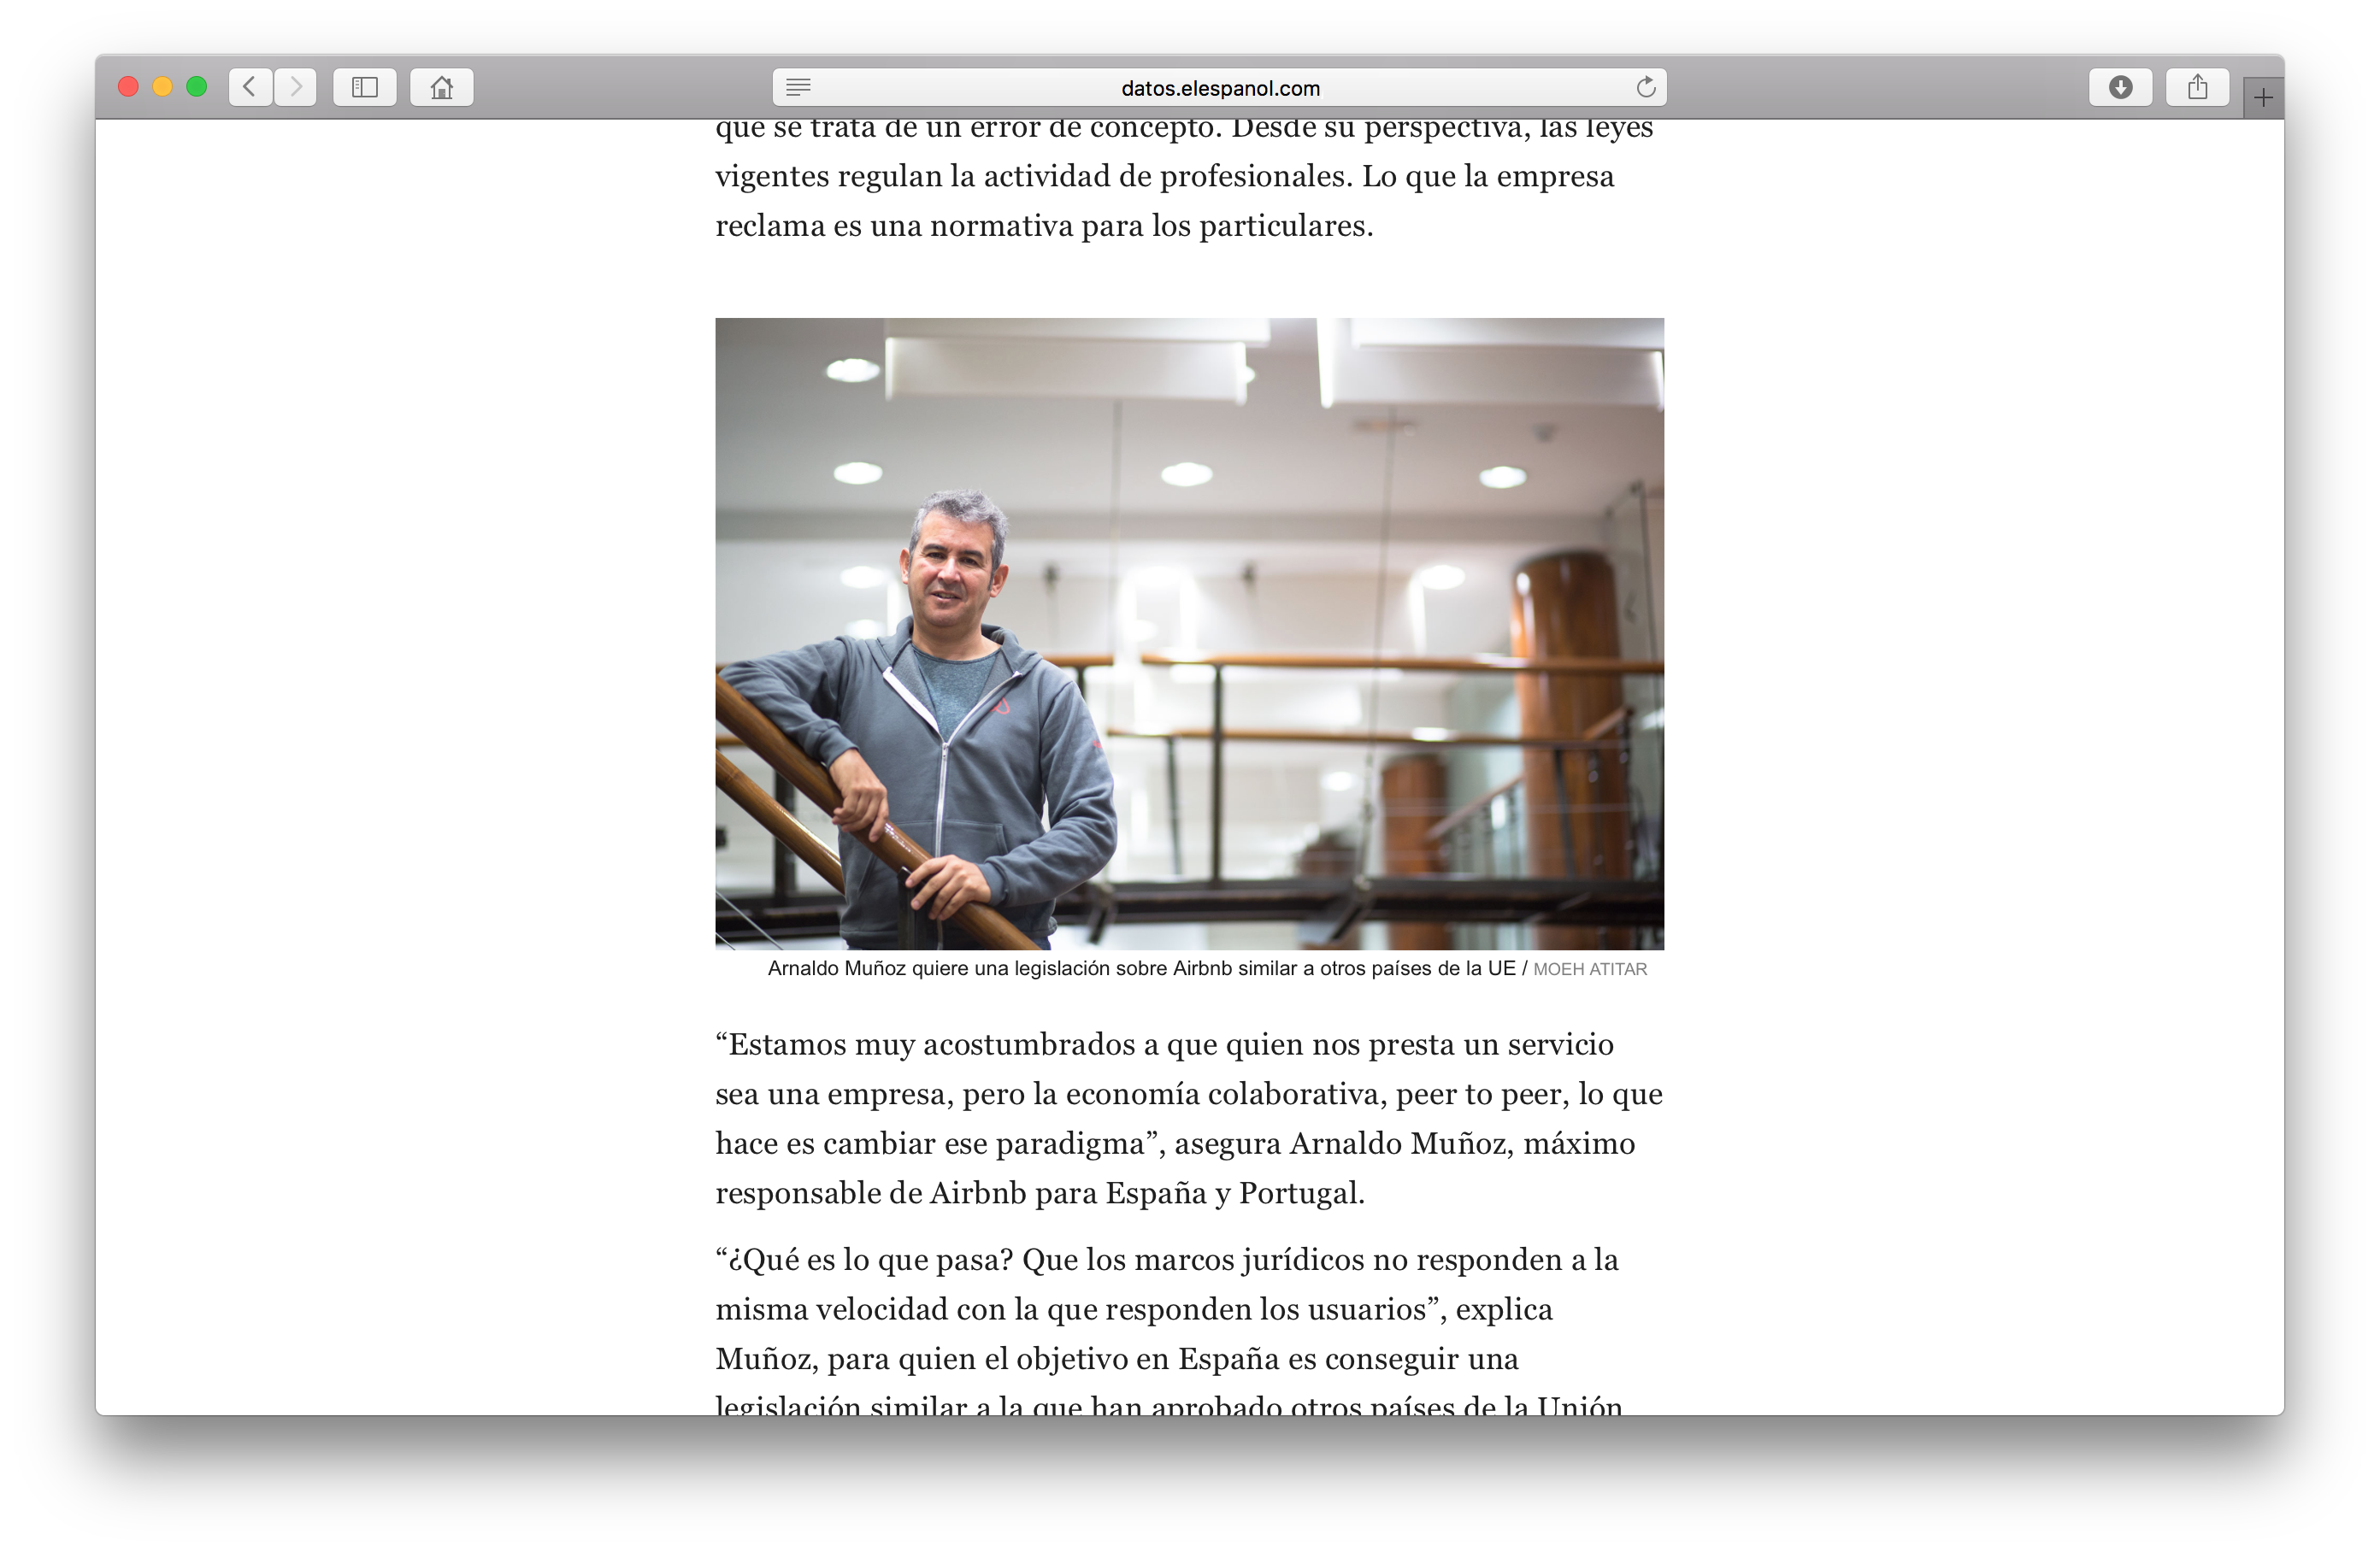 datos.elespanol.com
que se trata de un error de concepto. Desde su perspectiva, las leyes
vigentes regulan la actividad de profesionales. Lo que la empresa
reclama es una normativa para los particulares.
Arnaldo Muñoz quiere una legislación sobre Airbnb similar a otros países de la UE / MOEH ATITAR
“Estamos muy acostumbrados a que quien nos presta un servicio
sea una empresa, pero la economía colaborativa, peer to peer, lo que
hace es cambiar ese paradigma”, asegura Arnaldo Muñoz, máximo
responsable de Airbnb para España y Portugal.
“¿Qué es lo que pasa? Que los marcos jurídicos no responden a la
misma velocidad con la que responden los usuarios”, explica
Muñoz, para quien el objetivo en España es conseguir una
legislación similar a la que han aprobado otros países de la Unión